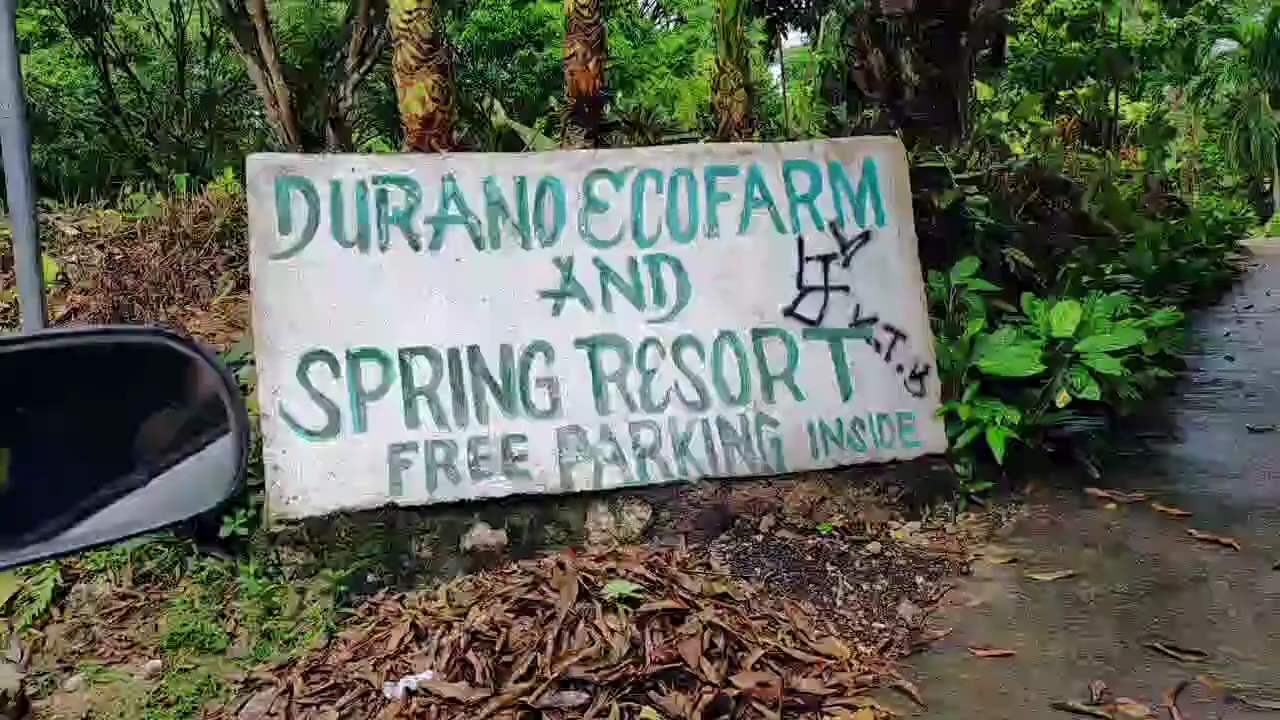 DURANO ECOFARM
AND
SPRING RESORT
FREE PARKING INSIDE